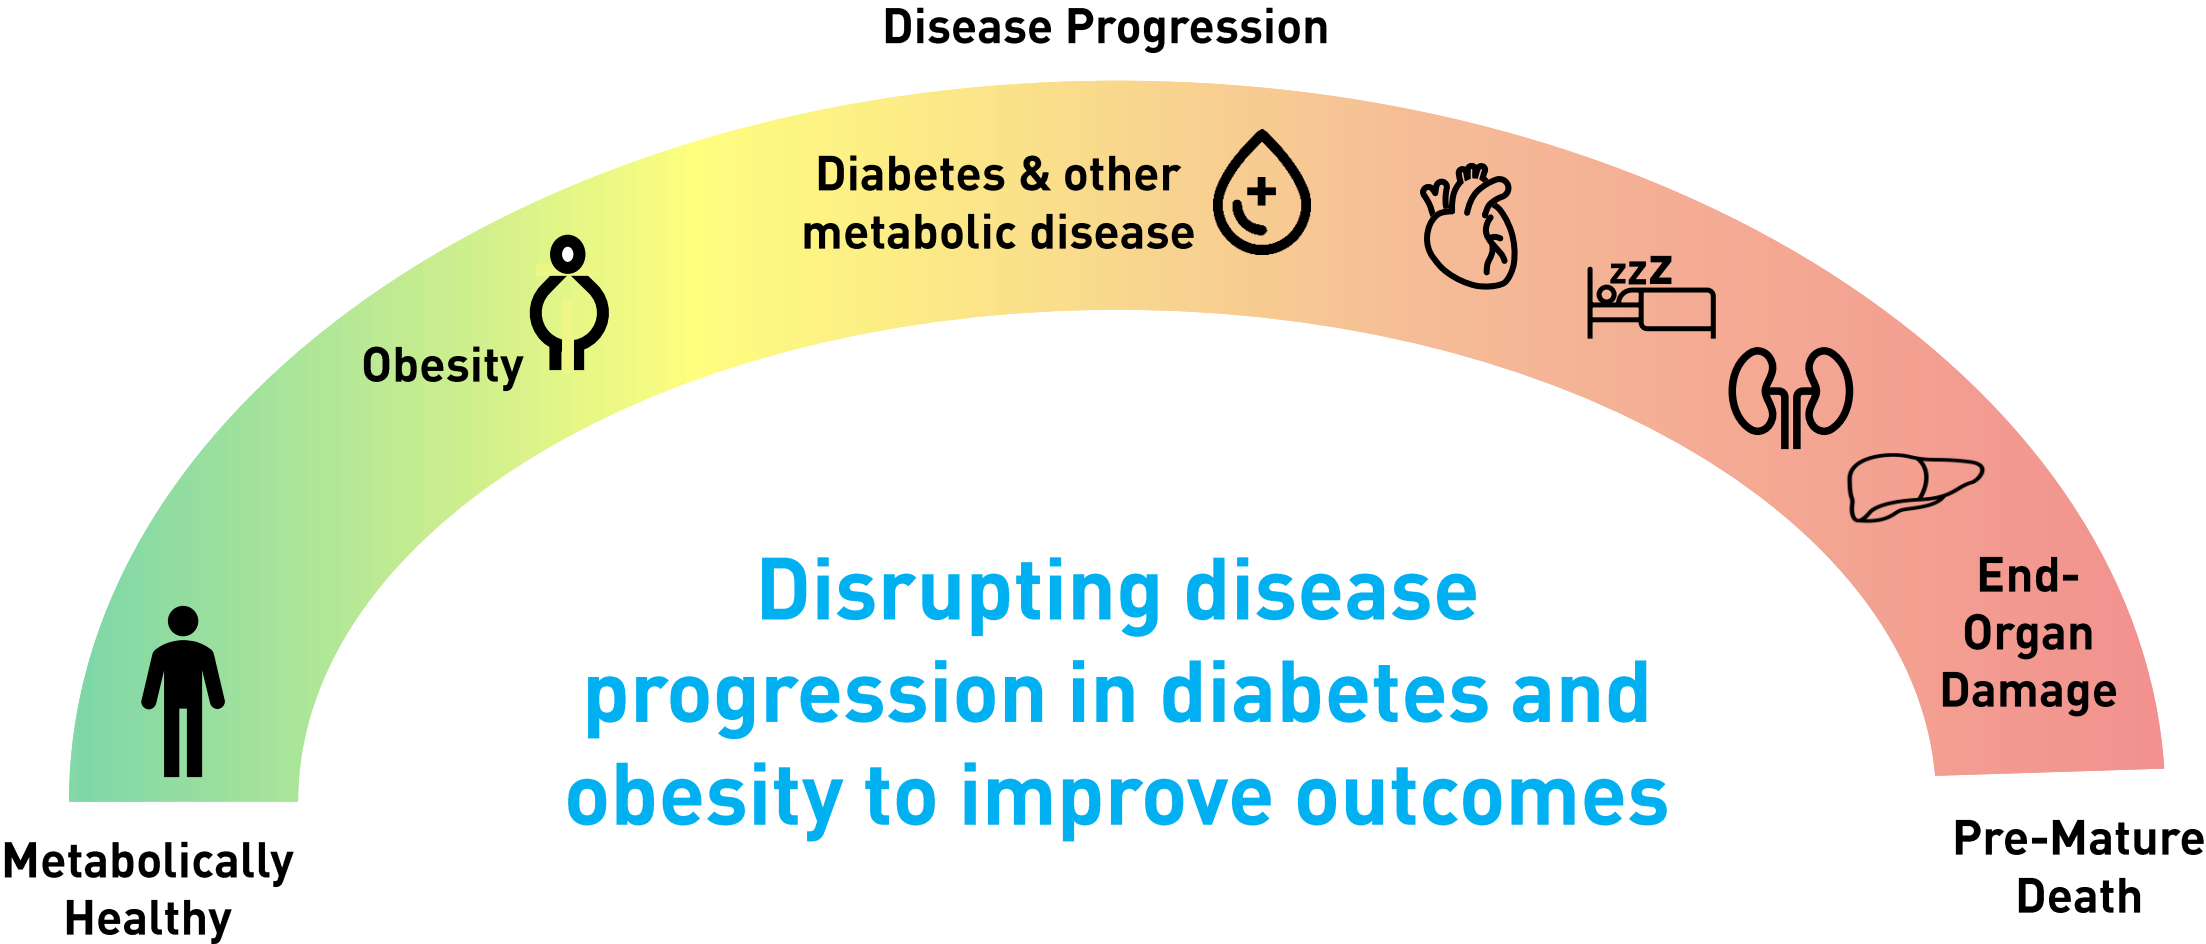 Disease Progression
Diabetes & other
metabolic disease
zzz
Obesity
End-
Organ
Damage
Disrupting disease
progression in diabetes and
obesity to improve outcomes
Metabolically
Healthy
Pre-Mature
Death